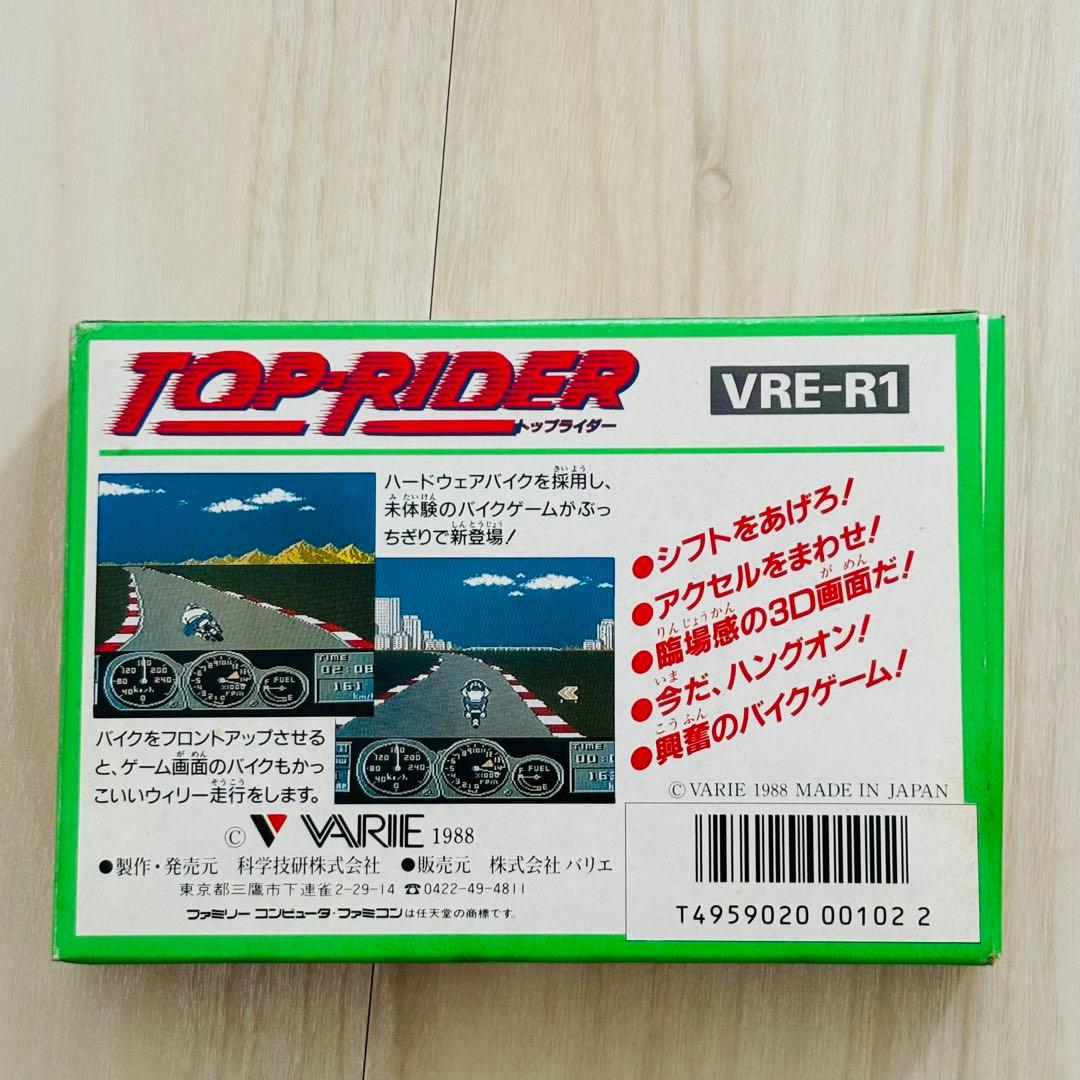 TOP-RIDER
トップライダー
VRE-R1
ハードウェアバイクを採用し、
未体験のバイクゲームがぶっ
ちぎりで新登場!
●シフトをあげろ!
●アクセルをまわせ!
●臨場感の3D画面だ!
●今だ、ハングオン!
●興奮のバイクゲーム!
TIME
02:08
161
km/h
FUEL
TIME
FUEL
バイクをフロントアップさせる
と、ゲーム画面のバイクもかっ
こいいウィリー走行をします。
© VARIE 1988 MADE IN JAPAN
© VARIE 1988
●製作・発売元 科学技研株式会社 ●販売元 株式会社 バリエ
東京都三鷹市下連雀2-29-14 ☎0422-49-4811
ファミリー コンピュータ・ファミコンは任天堂の商標です。
T4959020 00102 2